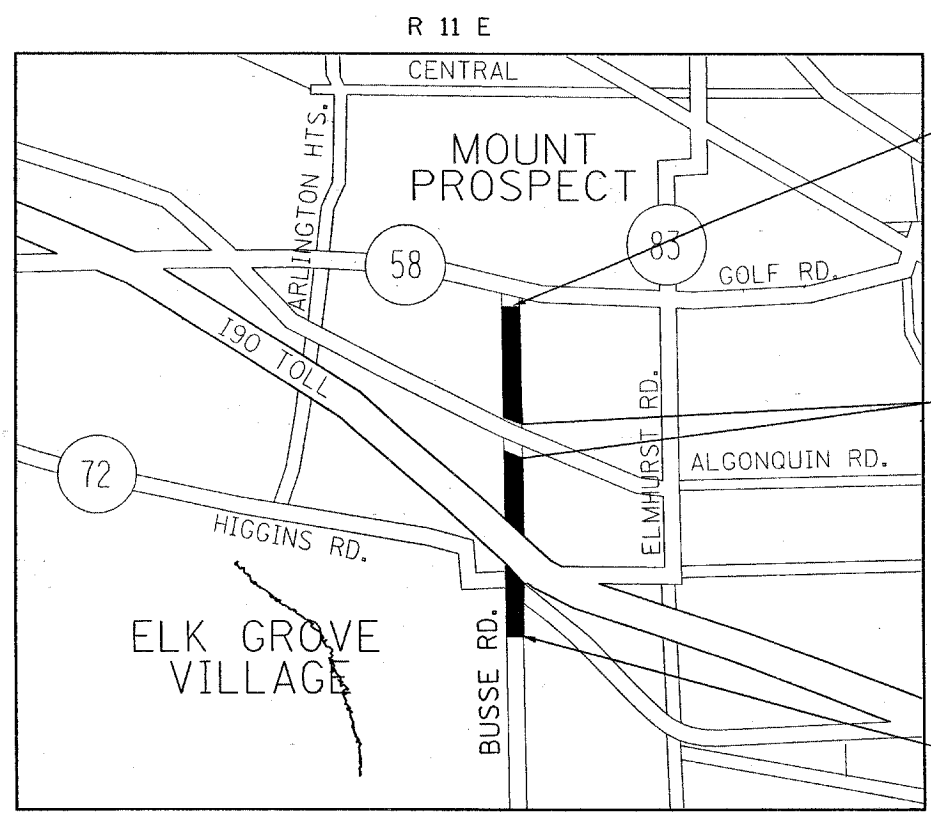 R 11 E
CENTRAL
ARLINGTON HTS.
MOUNT
PROSPECT
58
83
GOLF RD.
I90 TOLL
ELMHURST RD.
ALGONQUIN RD.
72
HIGGINS RD.
ELK GROVE
VILLAGE
BUSSE RD.